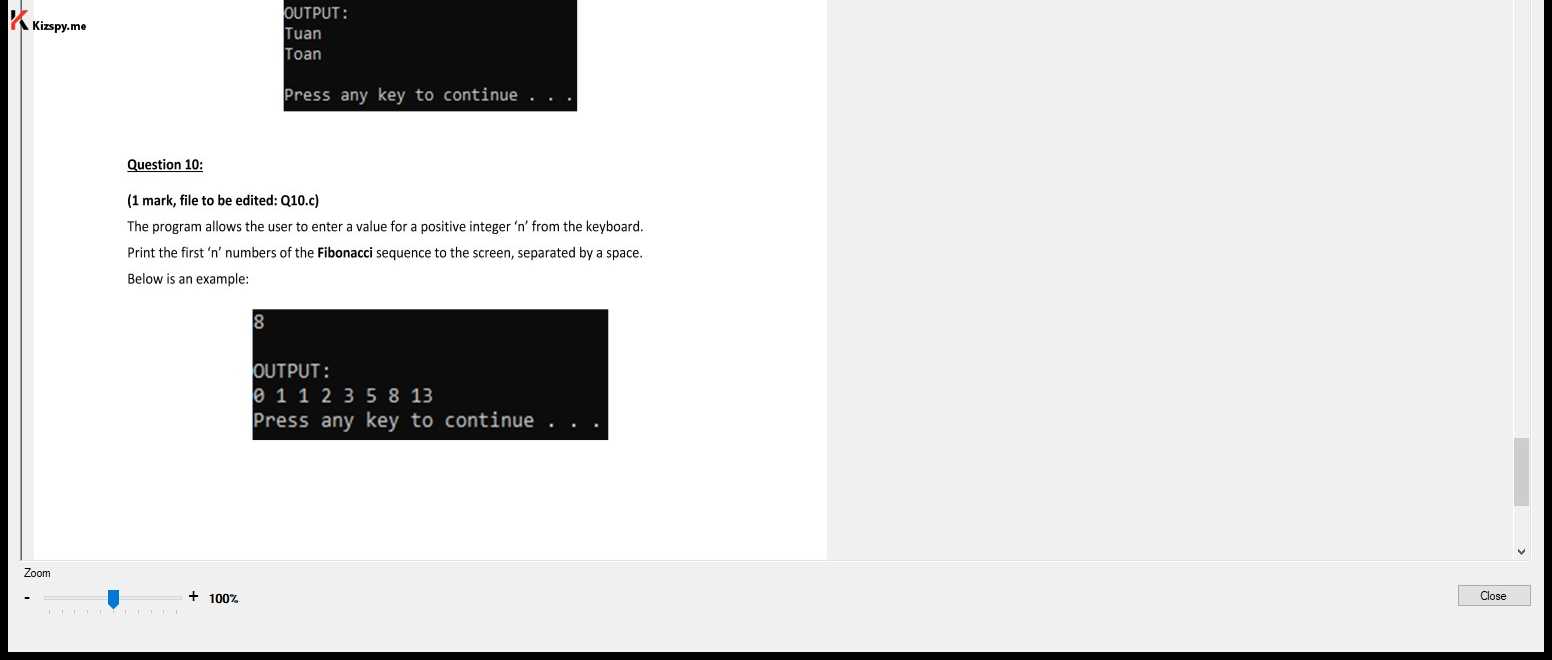 Kizspy.me
OUTPUT:
Tuan
Toan
Press any key to continue . . .
Question 10:
(1 mark, file to be edited: Q10.c)
The program allows the user to enter a value for a positive integer ‘n’ from the keyboard.
Print the first ‘n’ numbers of the Fibonacci sequence to the screen, separated by a space.
Below is an example:
8
OUTPUT:
0 1 1 2 3 5 8 13
Press any key to continue . . .
Zoom
- + 100%
Close